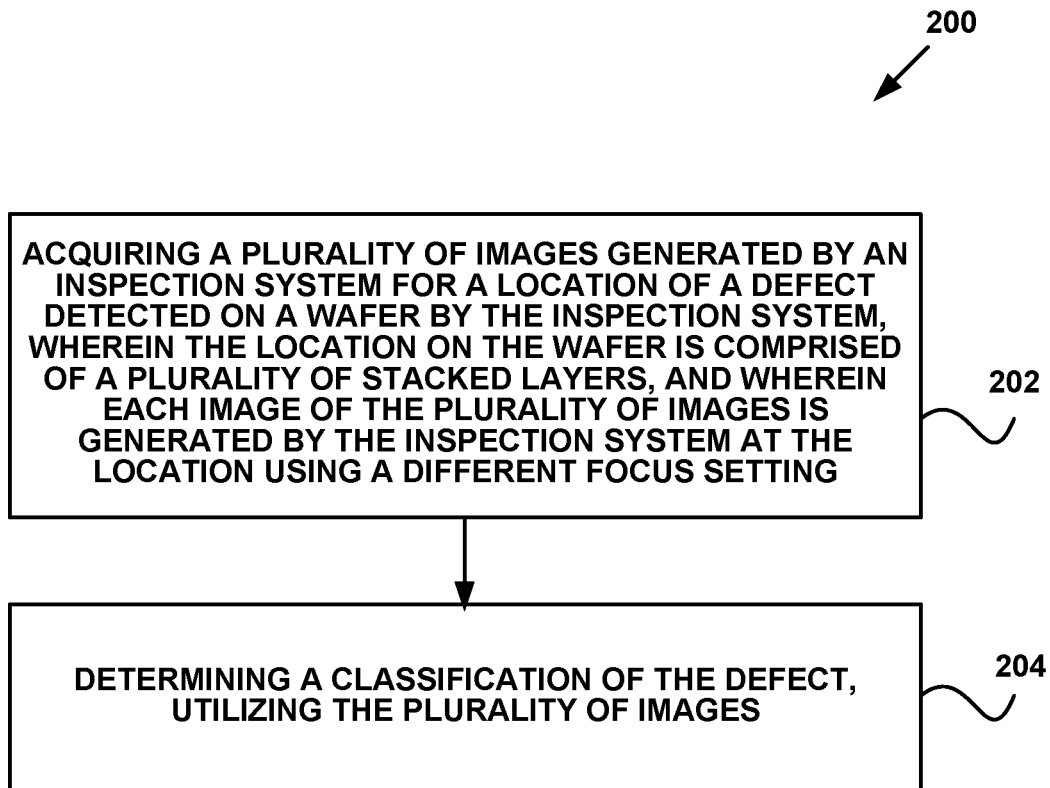 200
ACQUIRING A PLURALITY OF IMAGES GENERATED BY AN
INSPECTION SYSTEM FOR A LOCATION OF A DEFECT
DETECTED ON A WAFER BY THE INSPECTION SYSTEM,
WHEREIN THE LOCATION ON THE WAFER IS COMPRISED
OF A PLURALITY OF STACKED LAYERS, AND WHEREIN
EACH IMAGE OF THE PLURALITY OF IMAGES IS
GENERATED BY THE INSPECTION SYSTEM AT THE
LOCATION USING A DIFFERENT FOCUS SETTING
202
DETERMINING A CLASSIFICATION OF THE DEFECT,
UTILIZING THE PLURALITY OF IMAGES
204